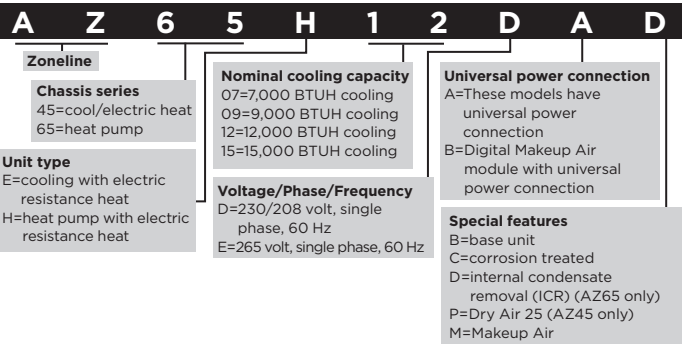 A Z 6 5 H 1 2 D A D
Zoneline
Chassis series
45=cool/electric heat
65=heat pump
Unit type
E=cooling with electric
resistance heat
H=heat pump with electric
resistance heat
Nominal cooling capacity
07=7,000 BTUH cooling
09=9,000 BTUH cooling
12=12,000 BTUH cooling
15=15,000 BTUH cooling
Voltage/Phase/Frequency
D=230/208 volt, single
phase, 60 Hz
E=265 volt, single phase, 60 Hz
Universal power connection
A=These models have
universal power
connection
B=Digital Makeup Air
module with universal
power connection
Special features
B=base unit
C=corrosion treated
D=internal condensate
removal (ICR) (AZ65 only)
P=Dry Air 25 (AZ45 only)
M=Makeup Air